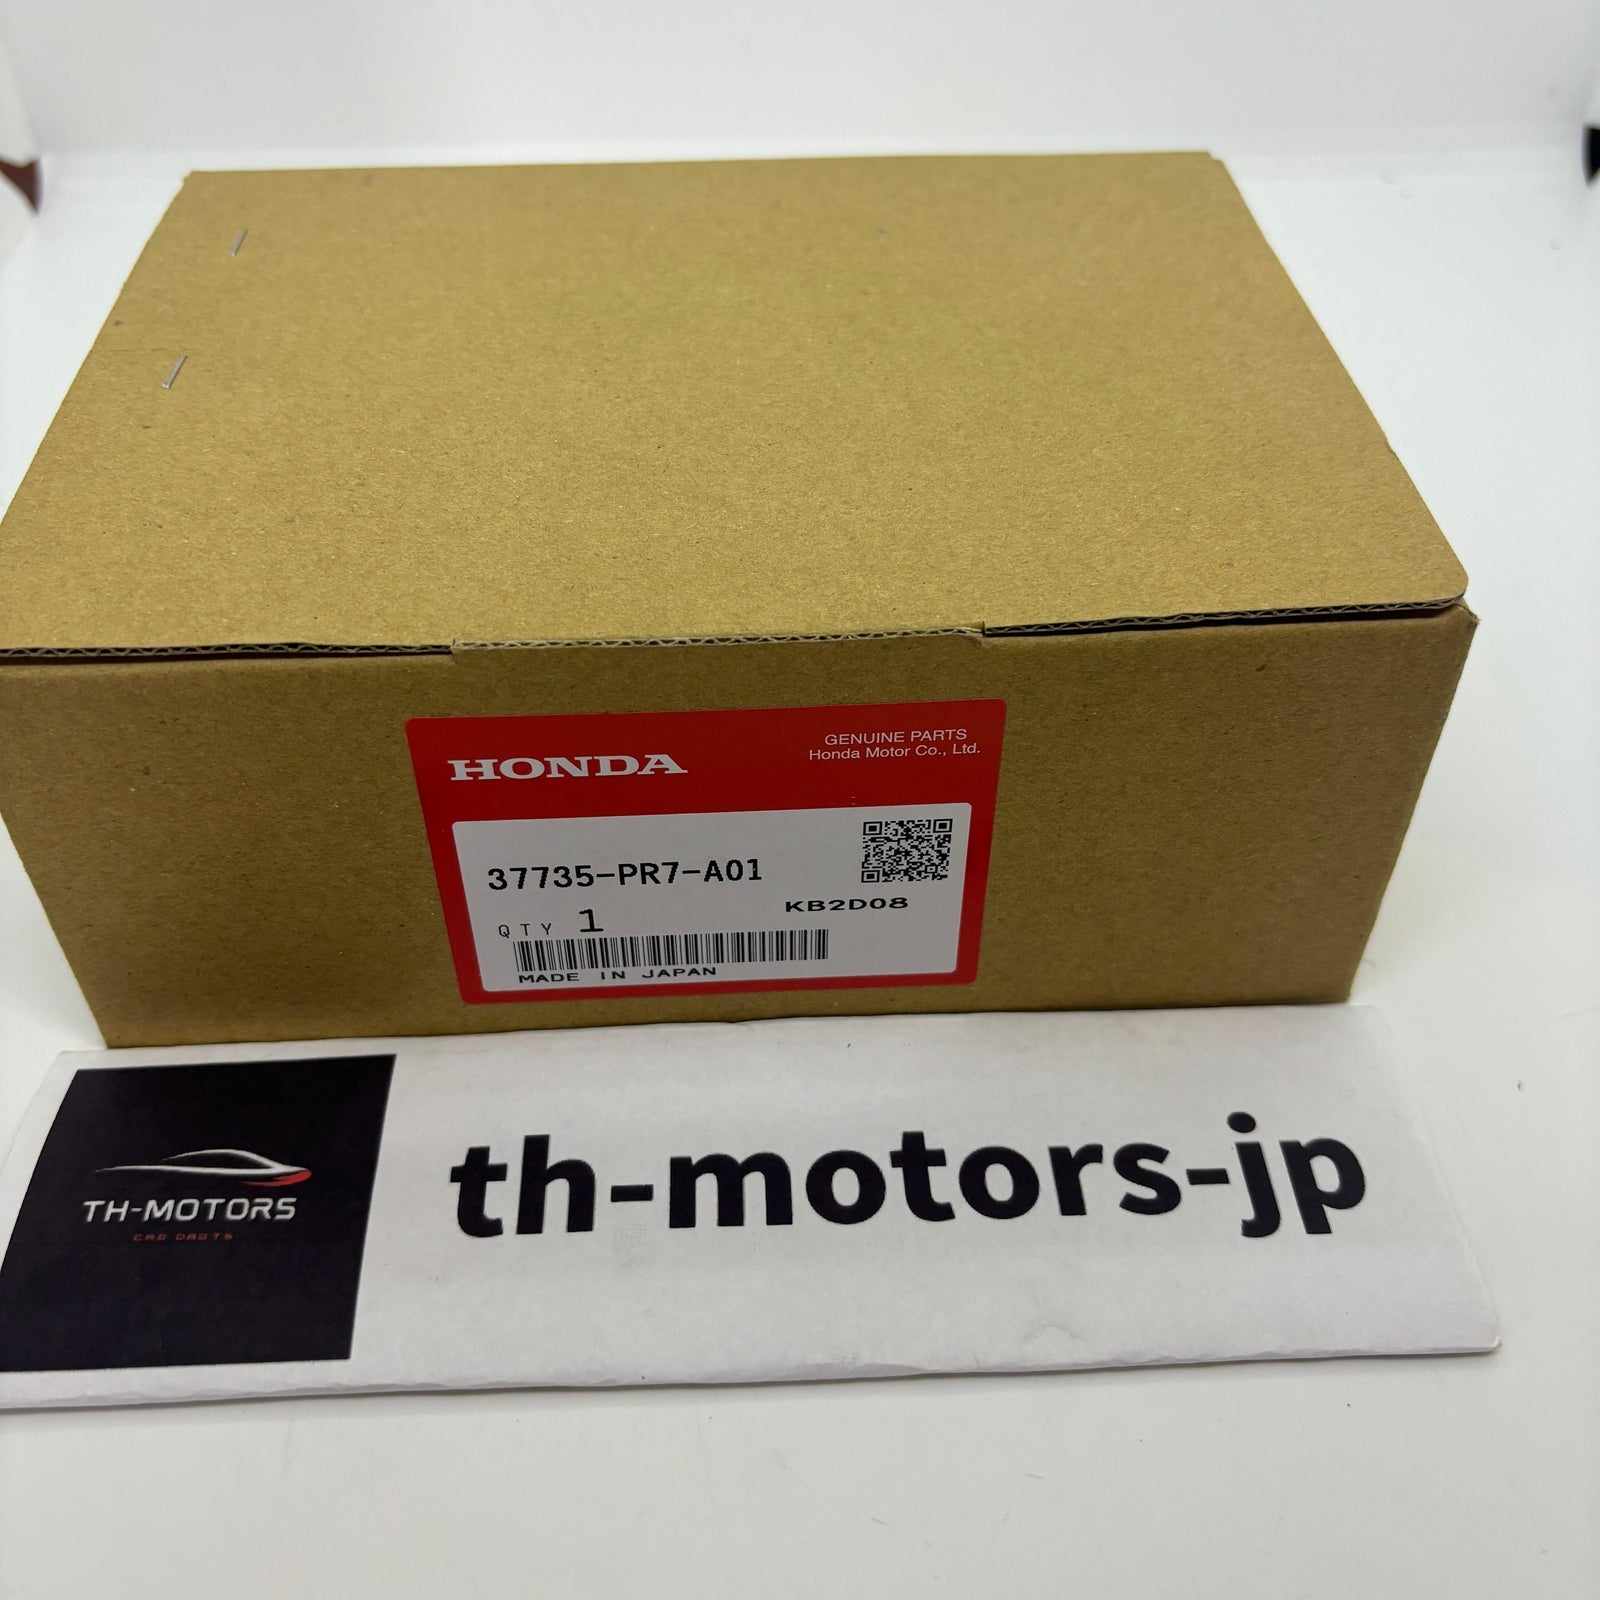 HONDA
GENUINE PARTS
Honda Motor Co., Ltd.
37735-PR7-A01
KB2D08
QTY 1
MADE IN JAPAN
TH-MOTORS
th-motors-jp